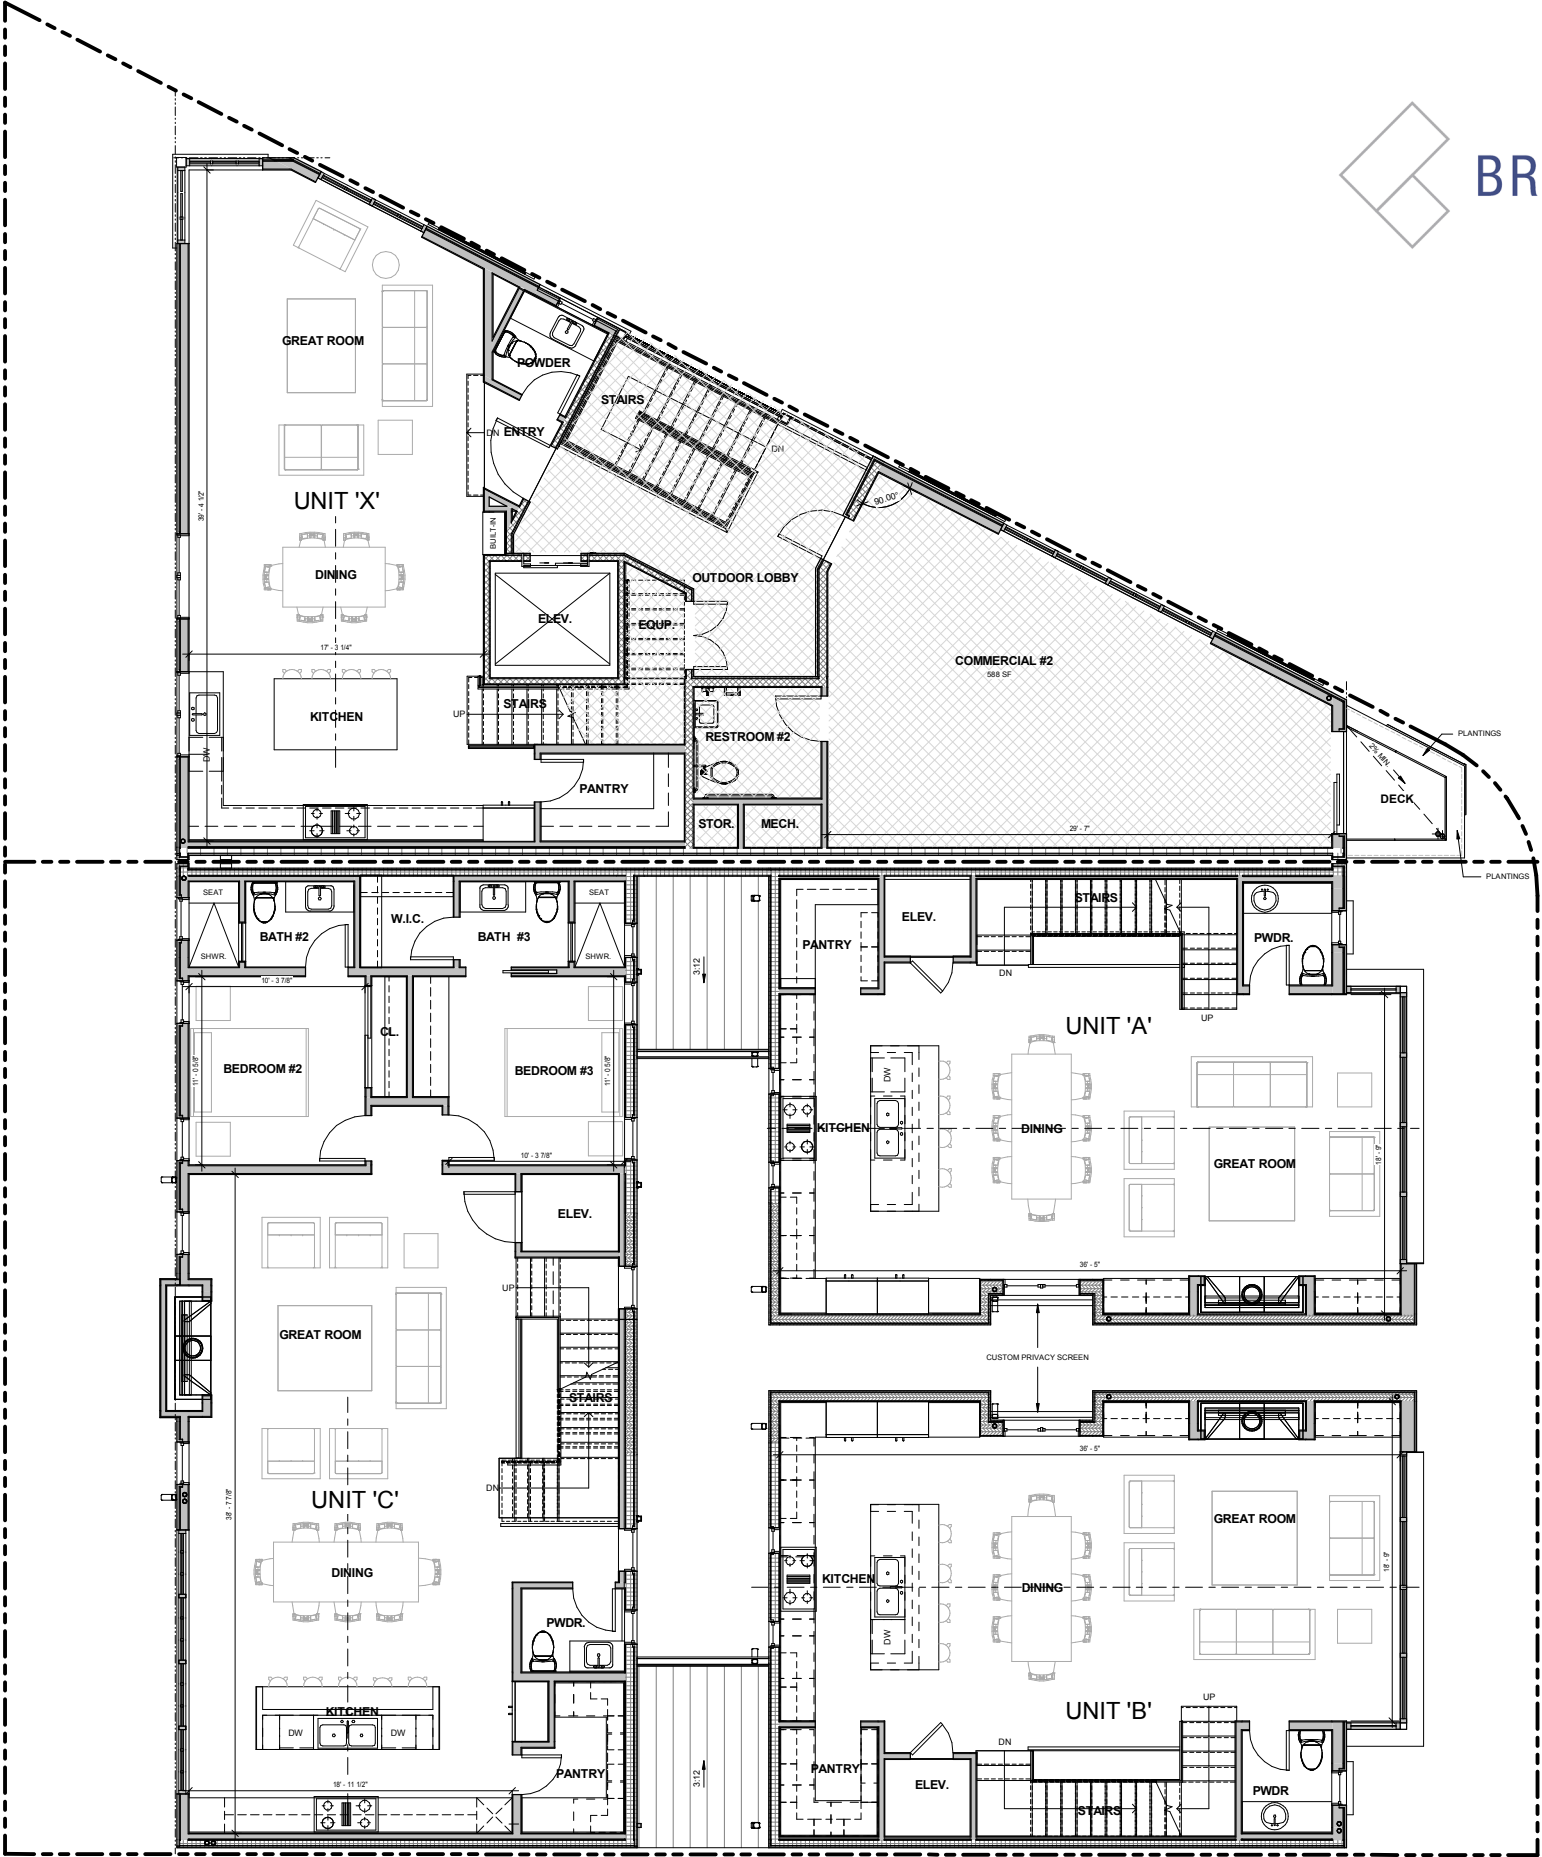 BR
GREAT ROOM
POWDER
STAIRS
DN
ENTRY
DN
90.00°
UNIT 'X'
39' - 4 1/2"
BUILT-IN
DINING
OUTDOOR LOBBY
ELEV.
EQUP.
17' - 3 1/4"
COMMERCIAL #2
588 SF
KITCHEN
UP
STAIRS
RESTROOM #2
DW
PANTRY
STOR.
MECH.
29' - 7"
PLANTINGS
2% MIN.
DECK
PLANTINGS
SEAT
BATH #2
SHWR.
W.I.C.
BATH #3
SEAT
SHWR.
10' - 3 7/8"
CL.
BEDROOM #2
11' - 0 5/8"
BEDROOM #3
11' - 0 5/8"
10' - 3 7/8"
3:12
PANTRY
ELEV.
STAIRS
DN
PWDR.
UP
UNIT 'A'
DW
KITCHEN
DINING
GREAT ROOM
18' - 9"
36' - 5"
ELEV.
UP
GREAT ROOM
STAIRS
CUSTOM PRIVACY SCREEN
UNIT 'C'
DN
38' - 7 7/8"
DINING
PWDR.
KITCHEN
DW
DW
PANTRY
18' - 11 1/2"
3:12
36' - 5"
GREAT ROOM
KITCHEN
DINING
18' - 9"
DW
UNIT 'B'
UP
DN
PANTRY
ELEV.
STAIRS
PWDR